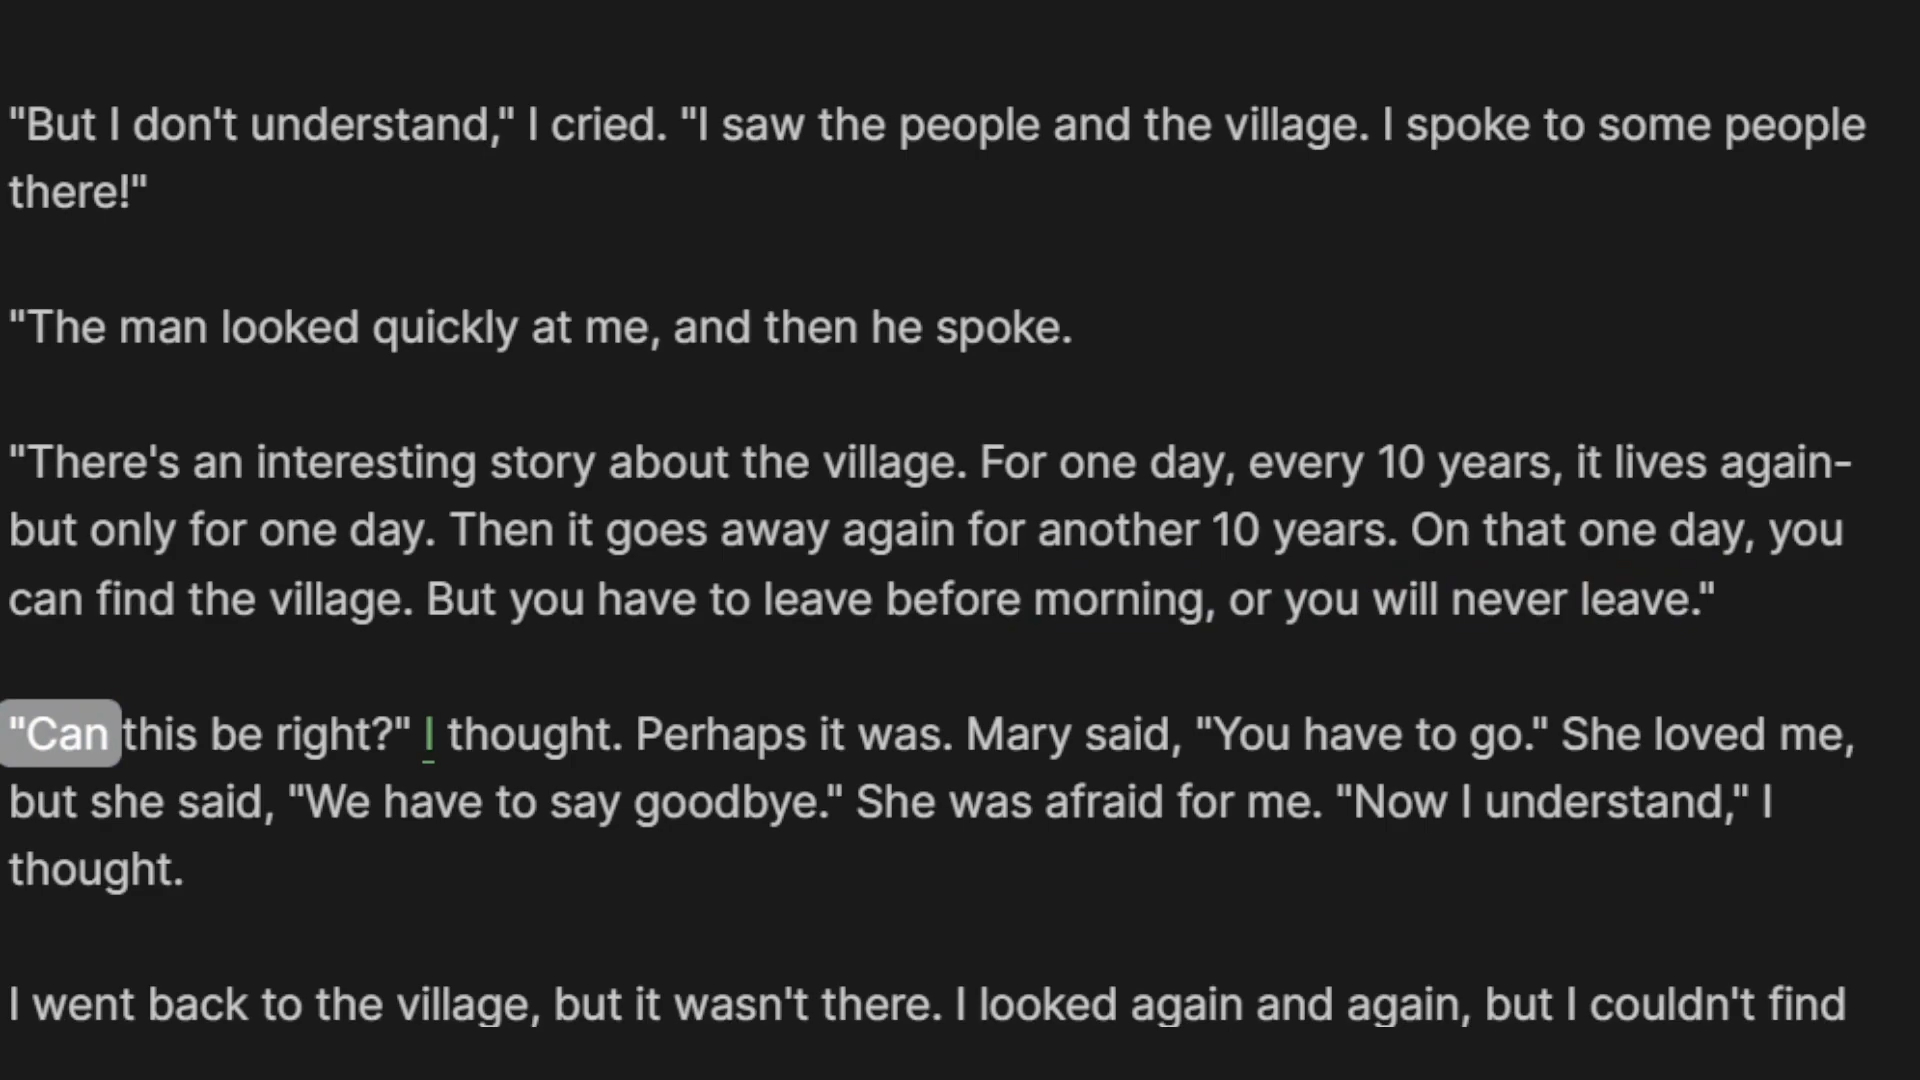 "But I don't understand," I cried. "I saw the people and the village. I spoke to some people
there!"
"The man looked quickly at me, and then he spoke.
"There's an interesting story about the village. For one day, every 10 years, it lives again-
but only for one day. Then it goes away again for another 10 years. On that one day, you
can find the village. But you have to leave before morning, or you will never leave."
"Can this be right?" I thought. Perhaps it was. Mary said, "You have to go." She loved me,
but she said, "We have to say goodbye." She was afraid for me. "Now I understand," I
thought.
I went back to the village, but it wasn't there. I looked again and again, but I couldn't find